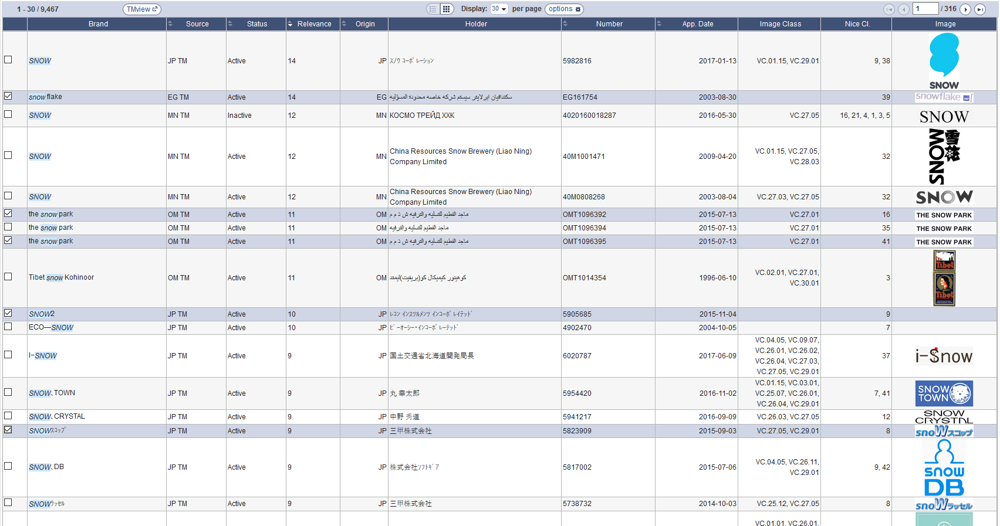 1 - 30 / 9,467 TMview Display: 30 per page options 1 / 316
Brand Source Status Relevance Origin Holder Number App. Date Image Class Nice Cl. Image
SNOW JP TM Active 14 JP ｽﾉｳ ｺｰﾎﾟﾚｰｼｮﾝ 5982816 2017-01-13 VC.01.15, VC.29.01 9, 38
SNOW
snow flake EG TM Active 14 EG سكندافيان ايرلايتر سيستم شركه خاصه محدودة المسؤليه EG161754 2003-08-30 39 snowflake
SNOW MN TM Inactive 12 MN КОСМО ТРЕЙД ХХК 4020160018287 2016-05-30 VC.27.05 16, 21, 4, 1, 3, 5 SNOW
SNOW MN TM Active 12 MN China Resources Snow Brewery (Liao Ning) Company Limited 40M1001471 2009-04-20 VC.01.15, VC.27.05, VC.28.03 32 SNOW 雪花
SNOW MN TM Active 12 MN China Resources Snow Brewery (Liao Ning) Company Limited 40M0808268 2003-08-04 VC.27.03, VC.27.05 32 SNOW
the snow park OM TM Active 11 OM ماجد الفطيم للتسليه والترفيه ش ذ م م OMT1096392 2015-07-13 VC.27.01 16 THE SNOW PARK
the snow park OM TM Active 11 OM ماجد الفطيم للتسليه والترفيه OMT1096394 2015-07-13 VC.27.01 35 THE SNOW PARK
the snow park OM TM Active 11 OM ماجد الفطيم للتسليه والترفيه ش ذ م م OMT1096395 2015-07-13 VC.27.01 41 THE SNOW PARK
Tibet snow Kohinoor OM TM Active 11 OM كوهينور كيميكال كو(بريفيت)ليمتد OMT1014354 1996-06-10 VC.02.01, VC.27.01, VC.30.01 3 Tibet
Tibet
SNOW2 JP TM Active 10 JP ﾚｺﾝ ｲﾝｽﾂﾙﾒﾝﾂ ｲﾝｺｰﾎﾟﾚｲﾃｯﾄﾞ 5905685 2015-11-04 9
ECO—SNOW JP TM Active 10 JP ﾋﾞｰｵｰｼｰ･ｲﾝｺｰﾎﾟﾚｰﾃｯﾄﾞ 4902470 2004-10-05 7
I−SNOW JP TM Active 9 JP 国土交通省北海道開発局長 6020787 2017-06-09 VC.04.05, VC.09.07, VC.26.01, VC.26.02, VC.26.04, VC.27.03, VC.27.05, VC.29.01 37 i-Snow
SNOW､TOWN JP TM Active 9 JP 丸 幸太郎 5954420 2016-11-02 VC.01.15, VC.03.01, VC.25.07, VC.26.01, VC.26.04, VC.29.01 7, 41 SNOW TOWN
SNOW､CRYSTAL JP TM Active 9 JP 中野 秀道 5941217 2016-09-09 VC.26.03, VC.27.05 12 SNOW CRYSTAL
SNOWｽｺｯﾌﾟ JP TM Active 9 JP 三甲株式会社 5823909 2015-09-03 VC.27.05, VC.29.01 8 snoWスコップ
SNOW､DB JP TM Active 9 JP 株式会社ｿﾌﾄｷﾞｱ 5817002 2015-07-06 VC.04.05, VC.26.11, VC.29.01 9, 42 snow DB
SNOWﾗｯｾﾙ JP TM Active 9 JP 三甲株式会社 5738732 2014-10-03 VC.25.12, VC.27.05 8 snoWラッセル
VC.01.01, VC.26.01,